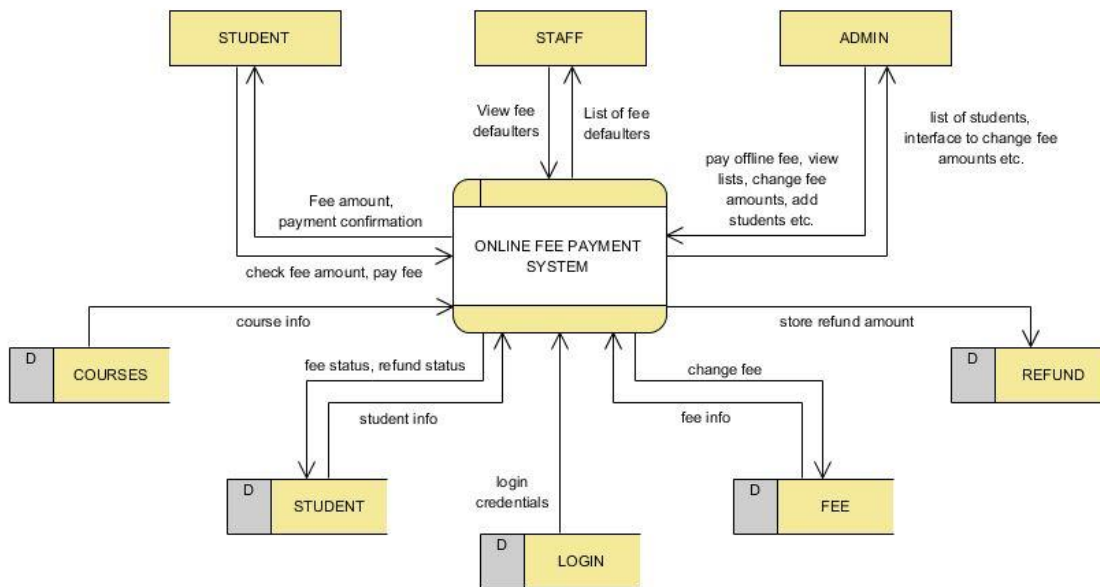 STUDENT
STAFF
ADMIN
View fee
defaulters
List of fee
defaulters
list of students,
interface to change fee
amounts etc.
pay offline fee, view
lists, change fee
amounts, add
students etc.
Fee amount,
payment confirmation
ONLINE FEE PAYMENT
SYSTEM
check fee amount, pay fee
course info
store refund amount
D
COURSES
fee status, refund status
change fee
D
REFUND
student info
fee info
D
STUDENT
login
credentials
D
FEE
D
LOGIN